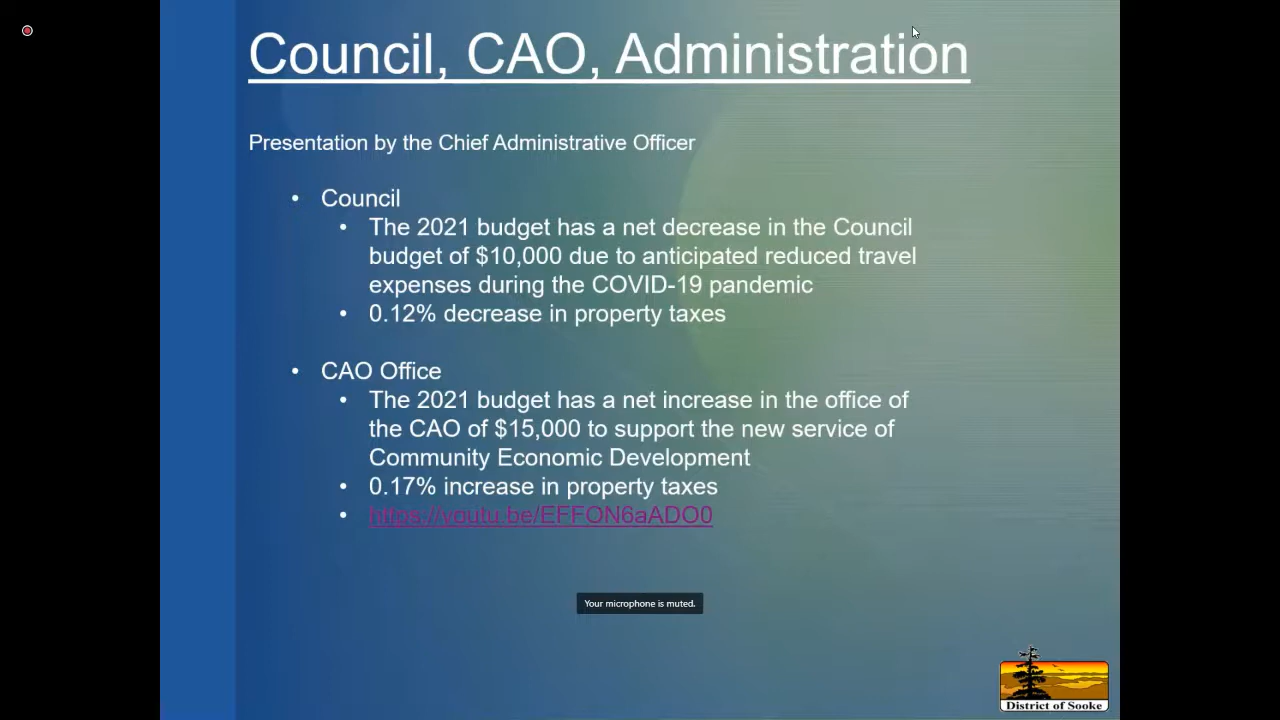 Council, CAO, Administration
Presentation by the Chief Administrative Officer
• Council
• The 2021 budget has a net decrease in the Council
budget of $10,000 due to anticipated reduced travel
expenses during the COVID-19 pandemic
• 0.12% decrease in property taxes
• CAO Office
• The 2021 budget has a net increase in the office of
the CAO of $15,000 to support the new service of
Community Economic Development
• 0.17% increase in property taxes
• https://youtu.be/EFFON6aADO0
Your microphone is muted.
District of Sooke